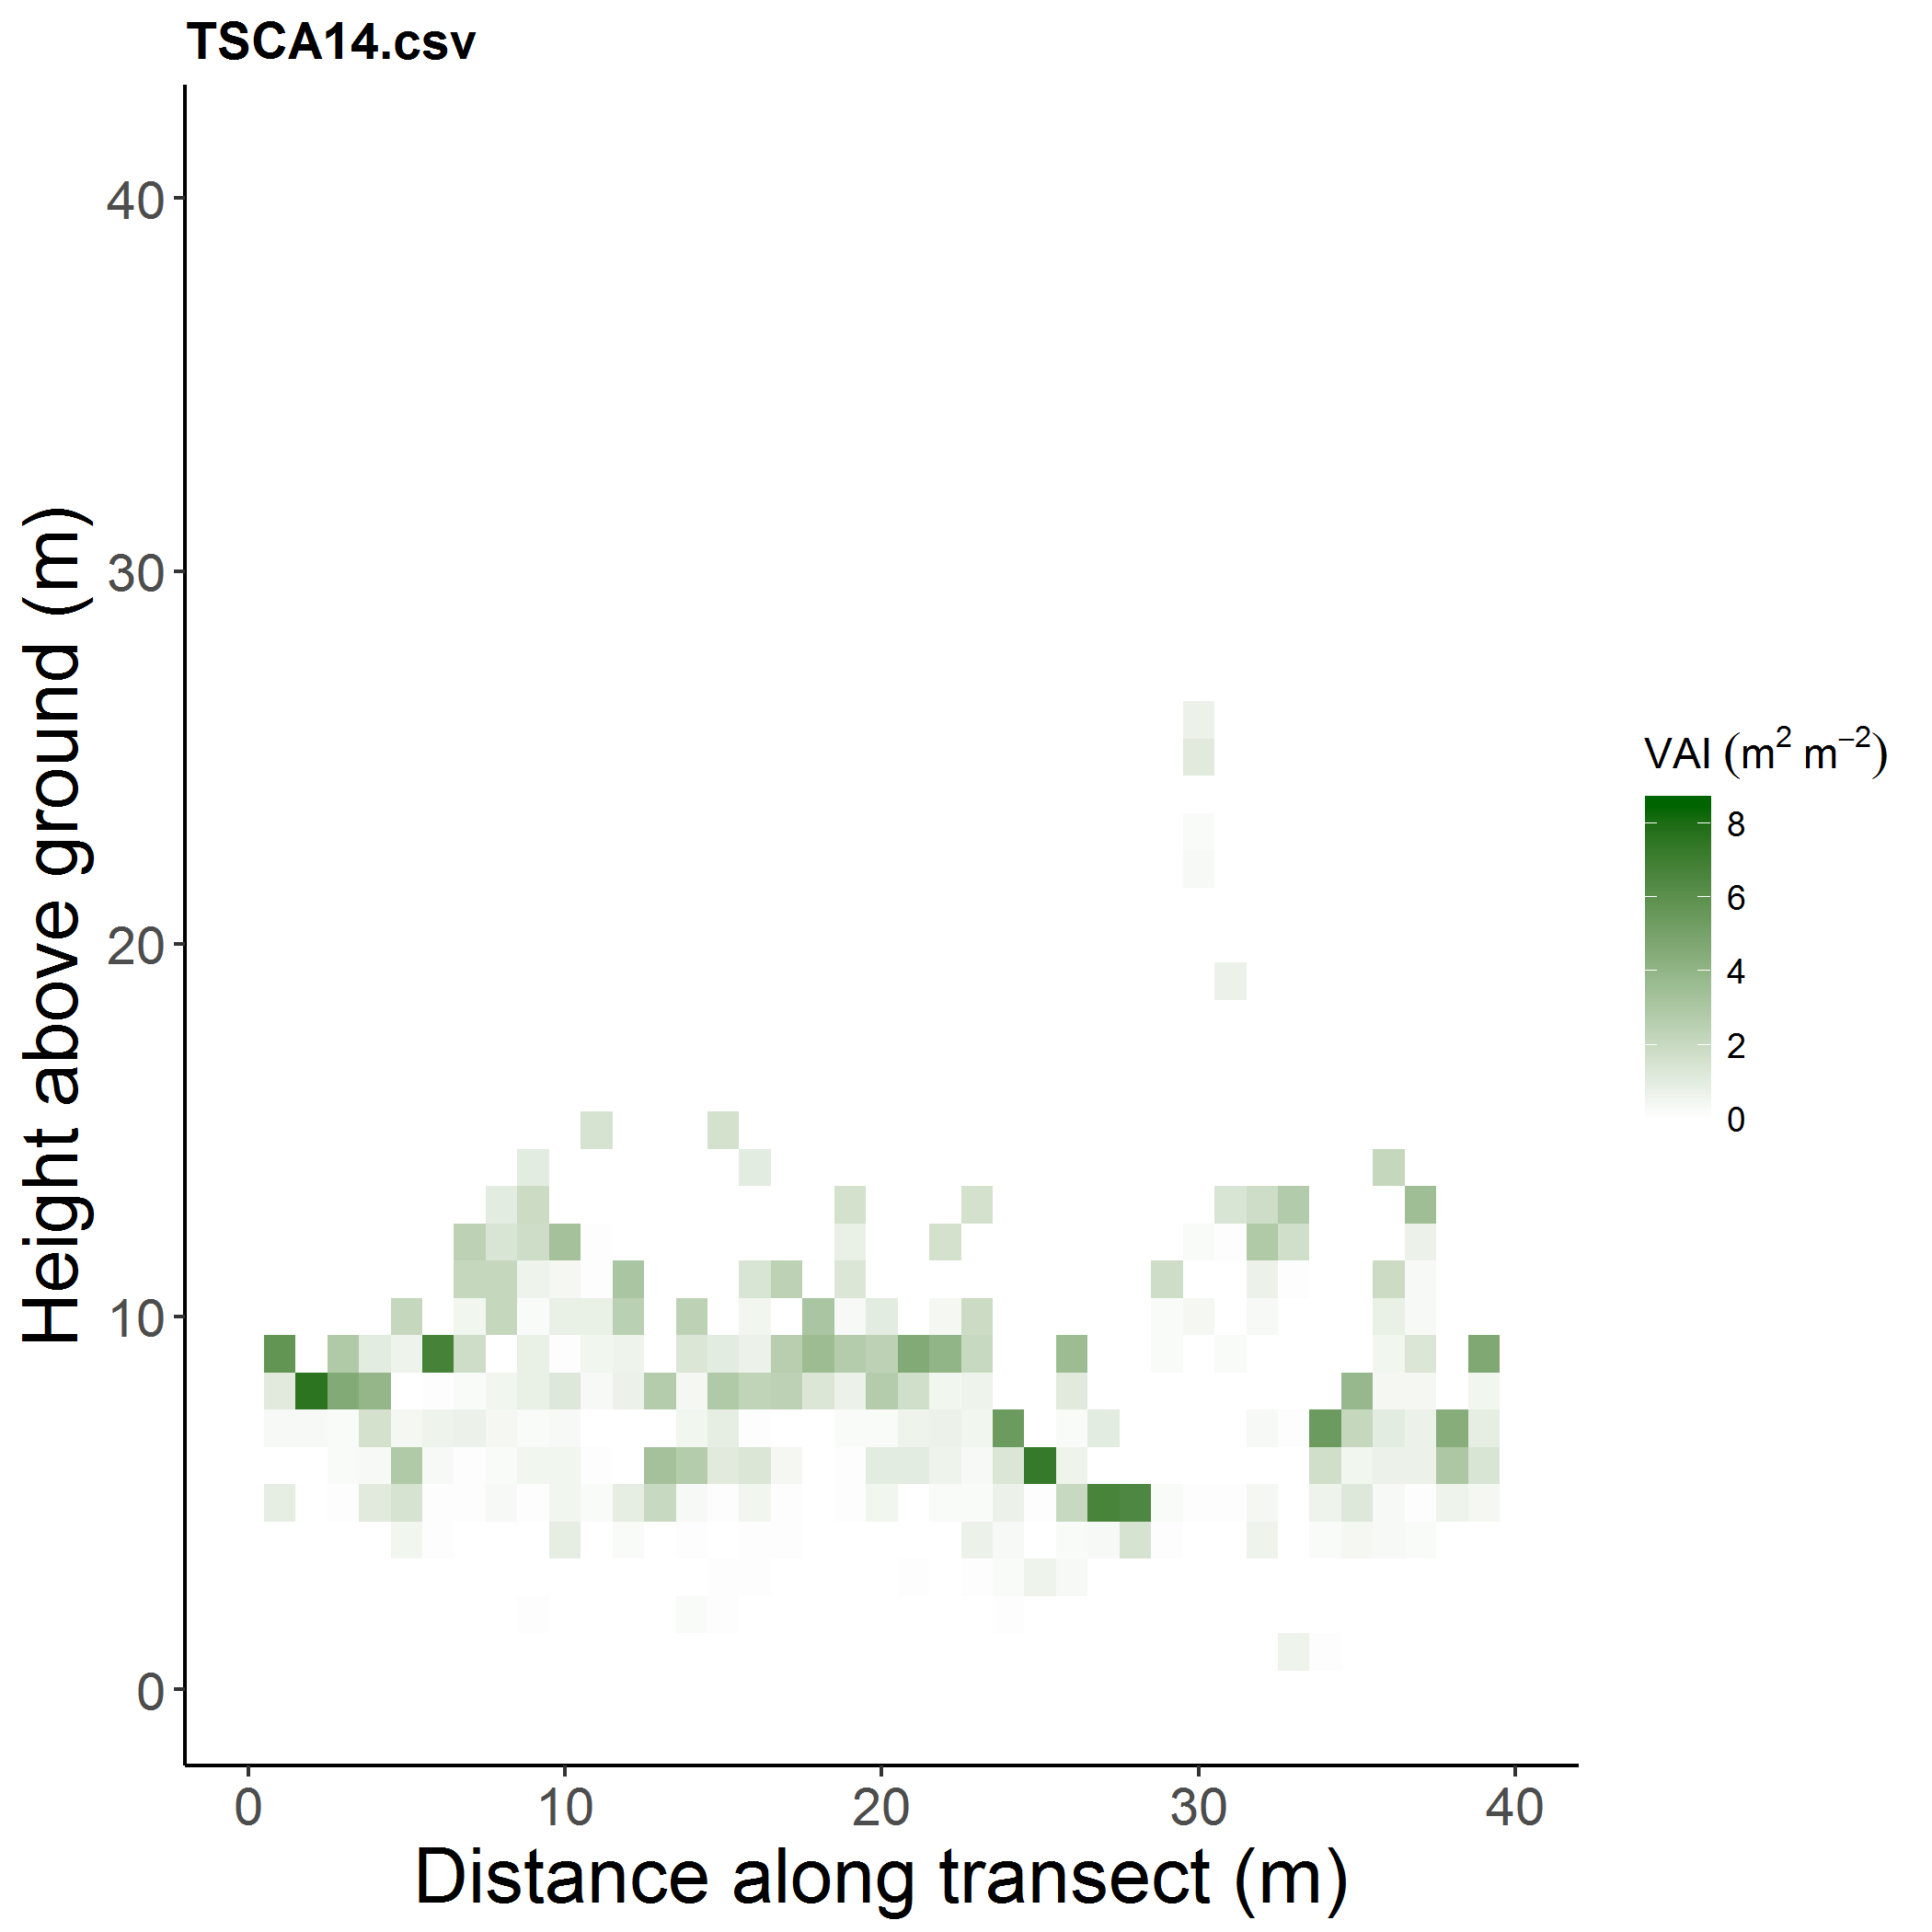 TSCA14.csv
Height above ground (m)
40
30
20
10
0
0 10 20 30 40
Distance along transect (m)
VAI (m² m⁻²)
8
6
4
2
0